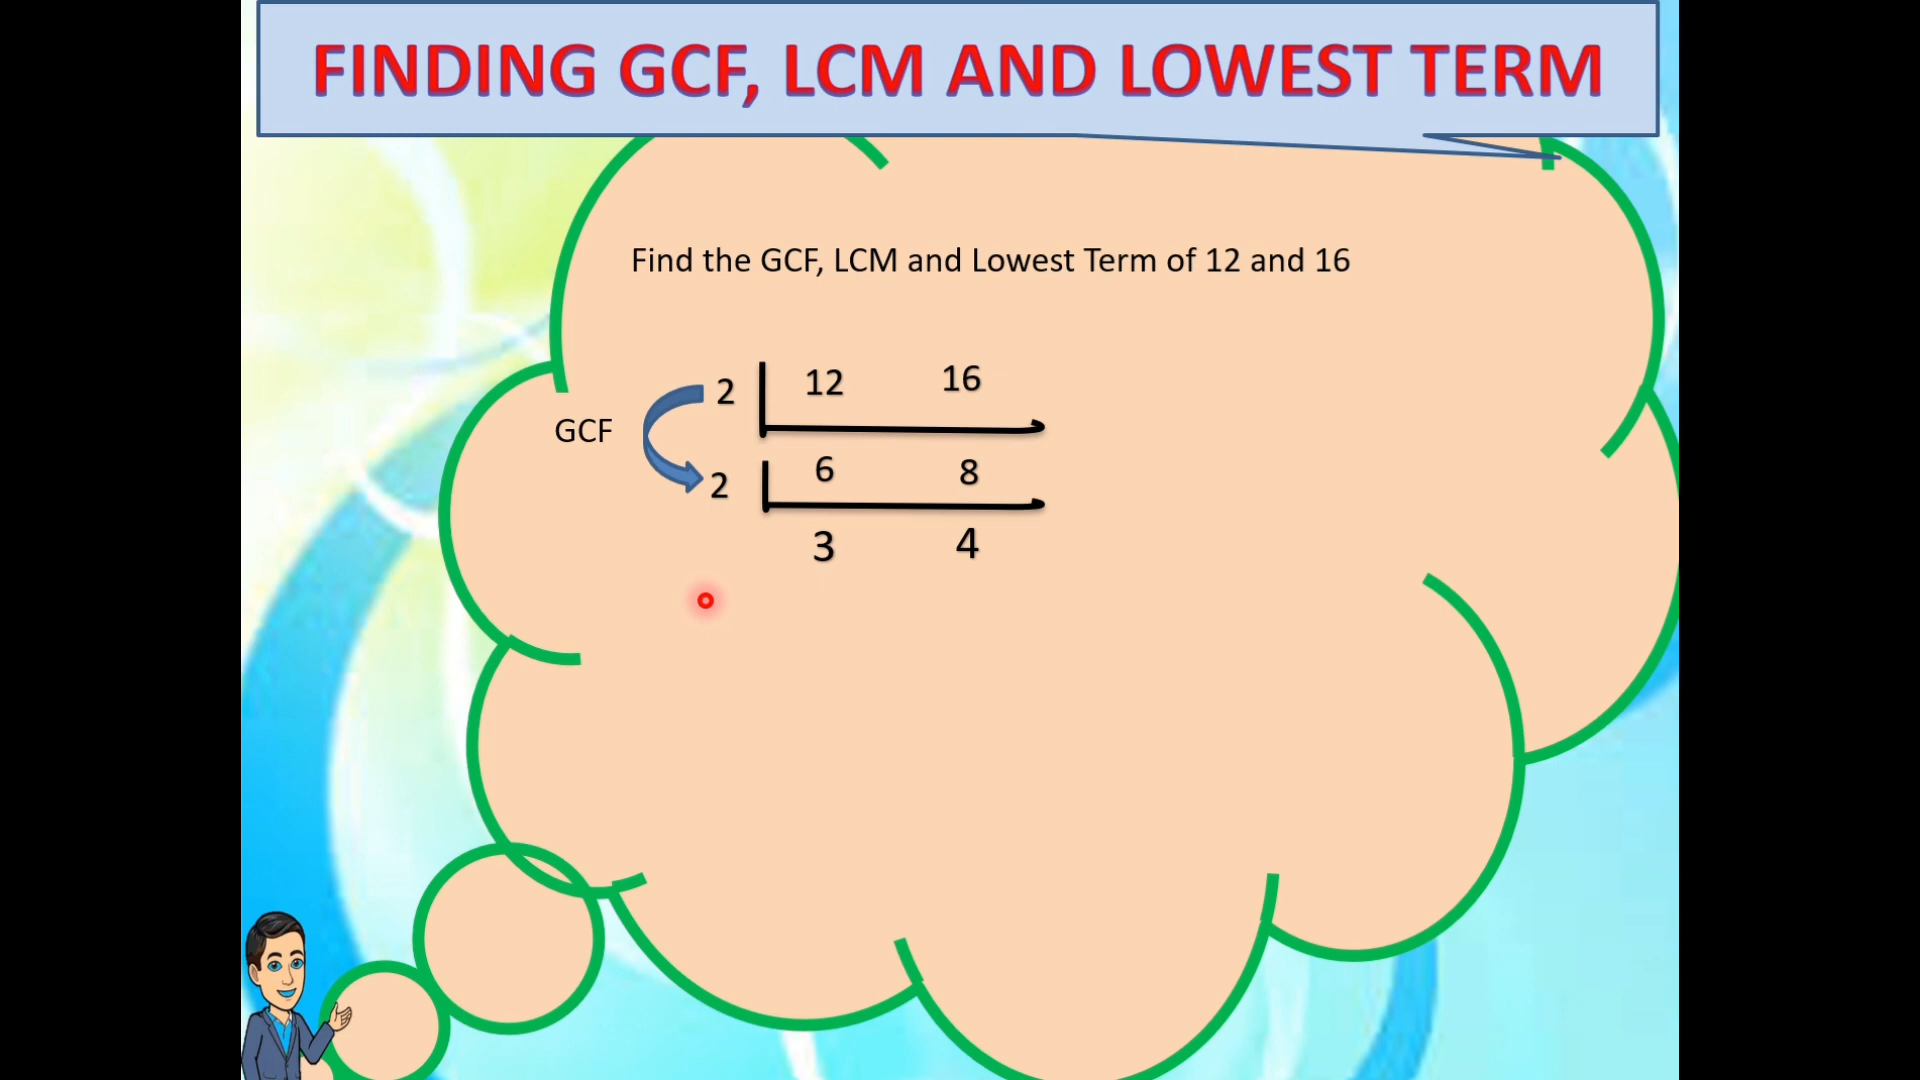 FINDING GCF, LCM AND LOWEST TERM
Find the GCF, LCM and Lowest Term of 12 and 16
2 12 16
GCF
2 6 8
3 4